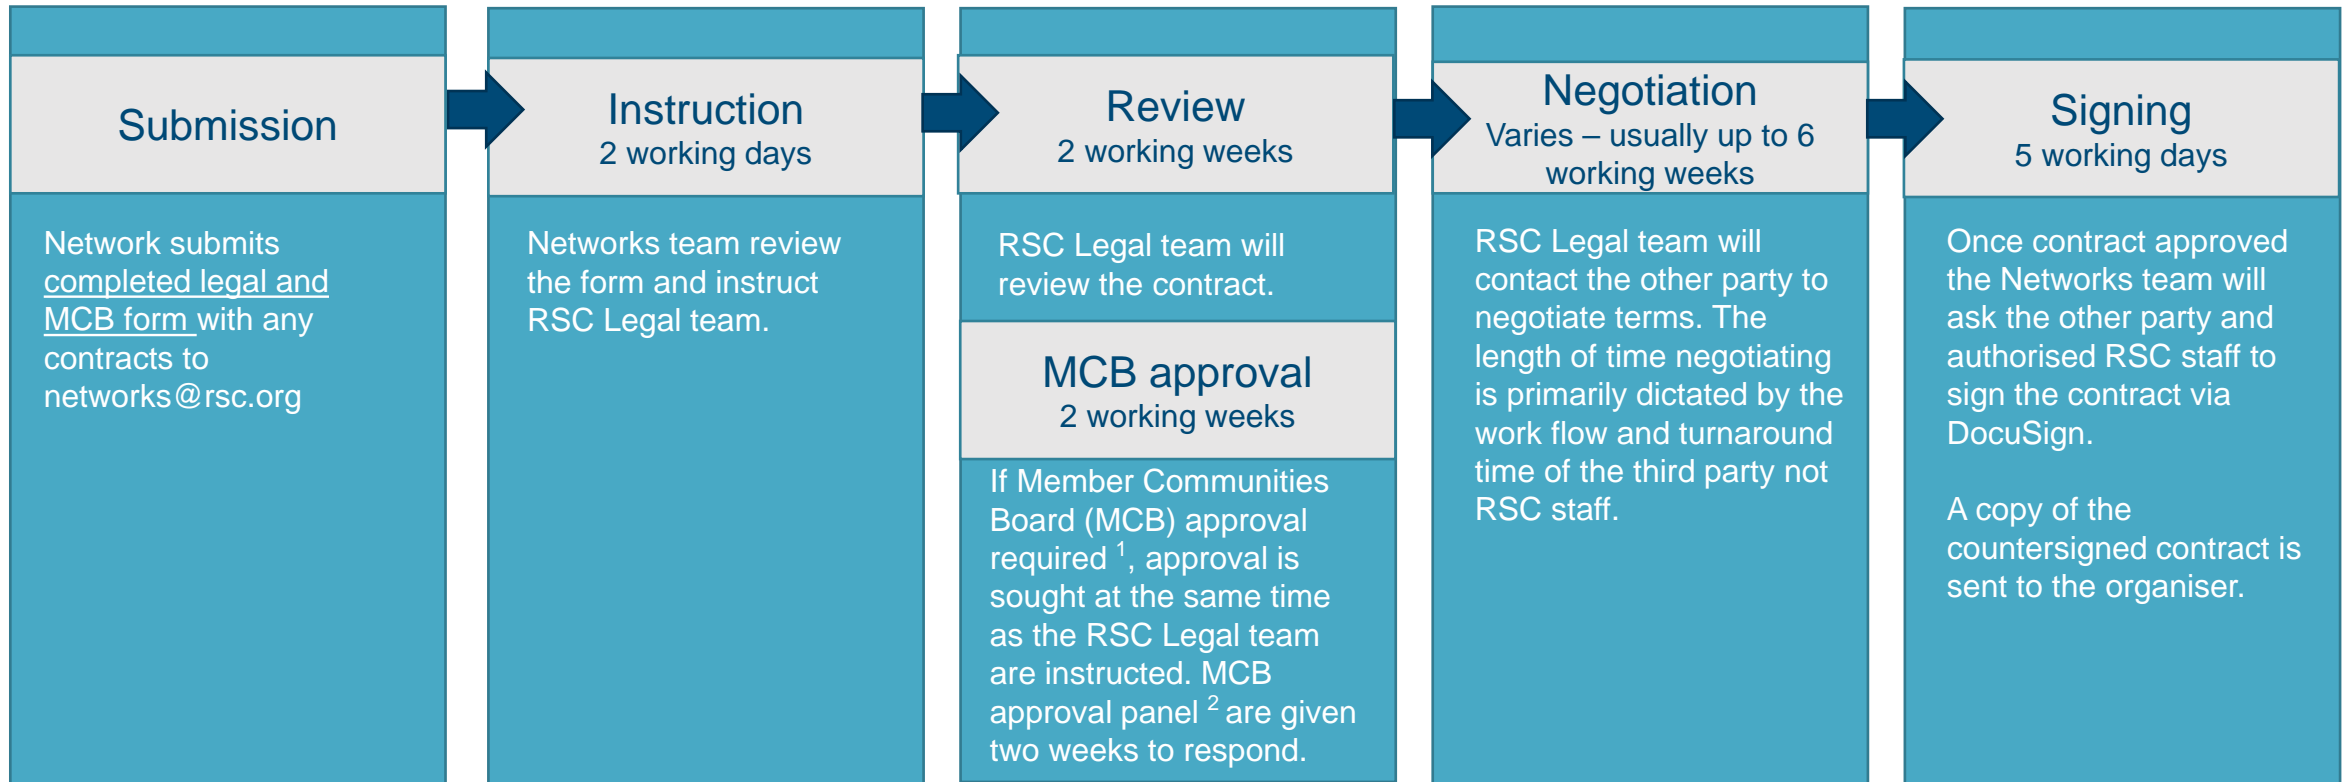 Submission
Network submits
completed legal and
MCB form with any
contracts to
networks@rsc.org
Instruction
2 working days
Networks team review
the form and instruct
RSC Legal team.
Review
2 working weeks
RSC Legal team will
review the contract.
MCB approval
2 working weeks
If Member Communities
Board (MCB) approval
required 1, approval is
sought at the same time
as the RSC Legal team
are instructed. MCB
approval panel 2 are given
two weeks to respond.
Negotiation
Varies – usually up to 6
working weeks
RSC Legal team will
contact the other party to
negotiate terms. The
length of time negotiating
is primarily dictated by the
work flow and turnaround
time of the third party not
RSC staff.
Signing
5 working days
Once contract approved
the Networks team will
ask the other party and
authorised RSC staff to
sign the contract via
DocuSign.
A copy of the
countersigned contract is
sent to the organiser.